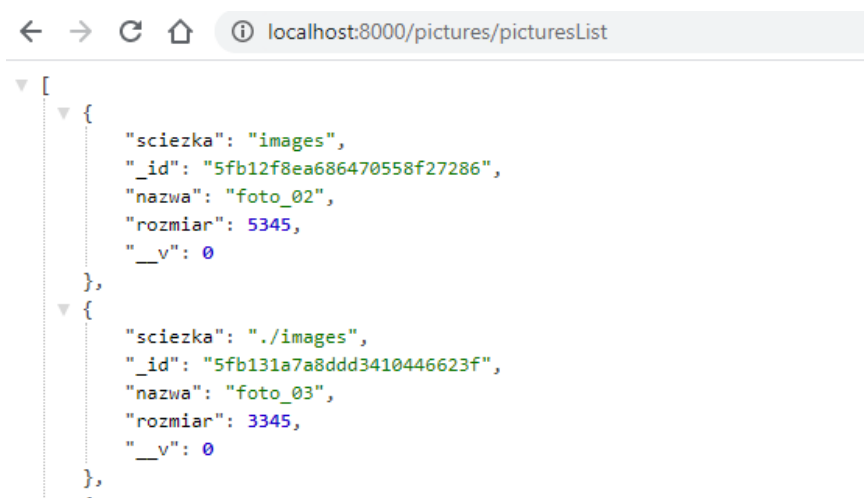 localhost:8000/pictures/picturesList
[
{
"sciezka": "images",
"_id": "5fb12f8ea686470558f27286",
"nazwa": "foto_02",
"rozmiar": 5345,
"__v": 0
},
{
"sciezka": "./images",
"_id": "5fb131a7a8ddd3410446623f",
"nazwa": "foto_03",
"rozmiar": 3345,
"__v": 0
},